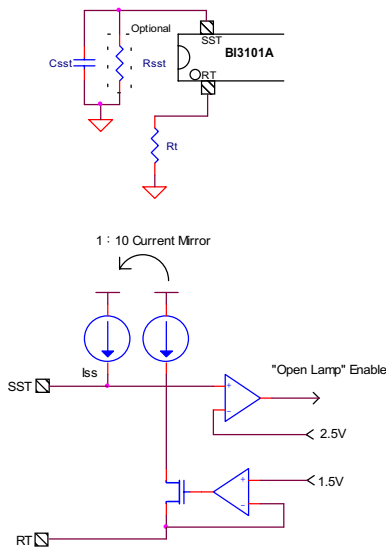 Optional
SST
BI3101A
Csst
Rsst
RT
Rt
1 : 10 Current Mirror
Iss
SST
+
"Open Lamp" Enable
-
2.5V
+
1.5V
-
RT